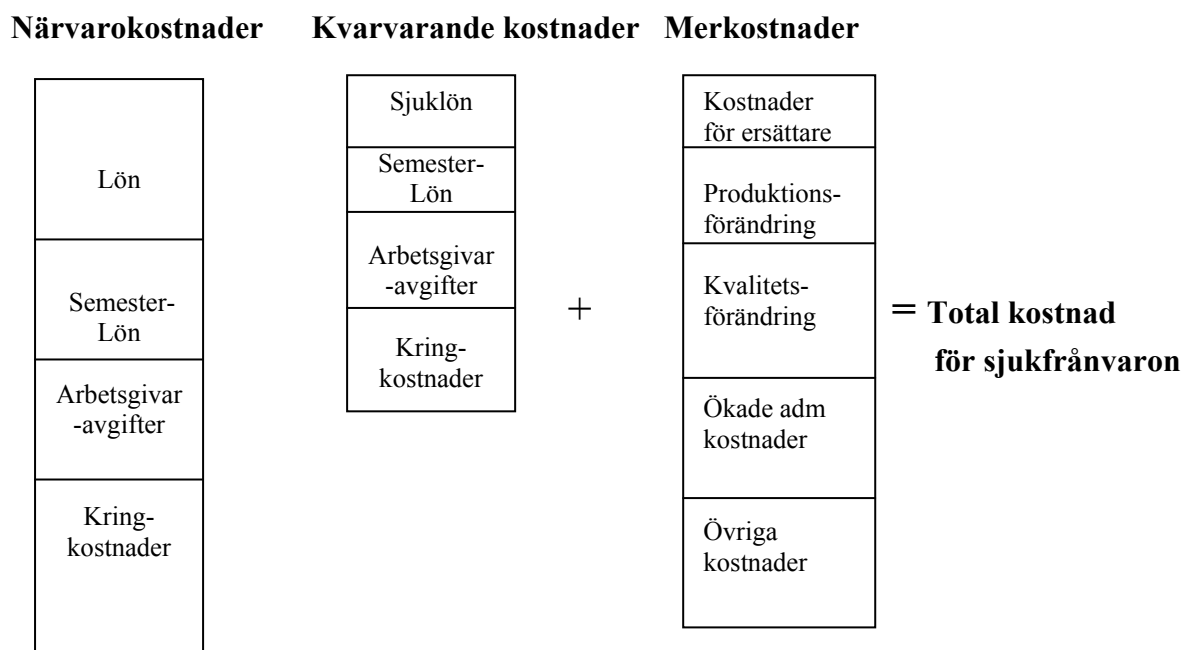 Närvarokostnader
Kvarvarande kostnader
Merkostnader
Lön
Semester-
Lön
Arbetsgivar
-avgifter
Kring-
kostnader
Sjuklön
Semester-
Lön
Arbetsgivar
-avgifter
Kring-
kostnader
+
Kostnader
för ersättare
Produktions-
förändring
Kvalitets-
förändring
Ökade adm
kostnader
Övriga
kostnader
= Total kostnad
för sjukfrånvaron